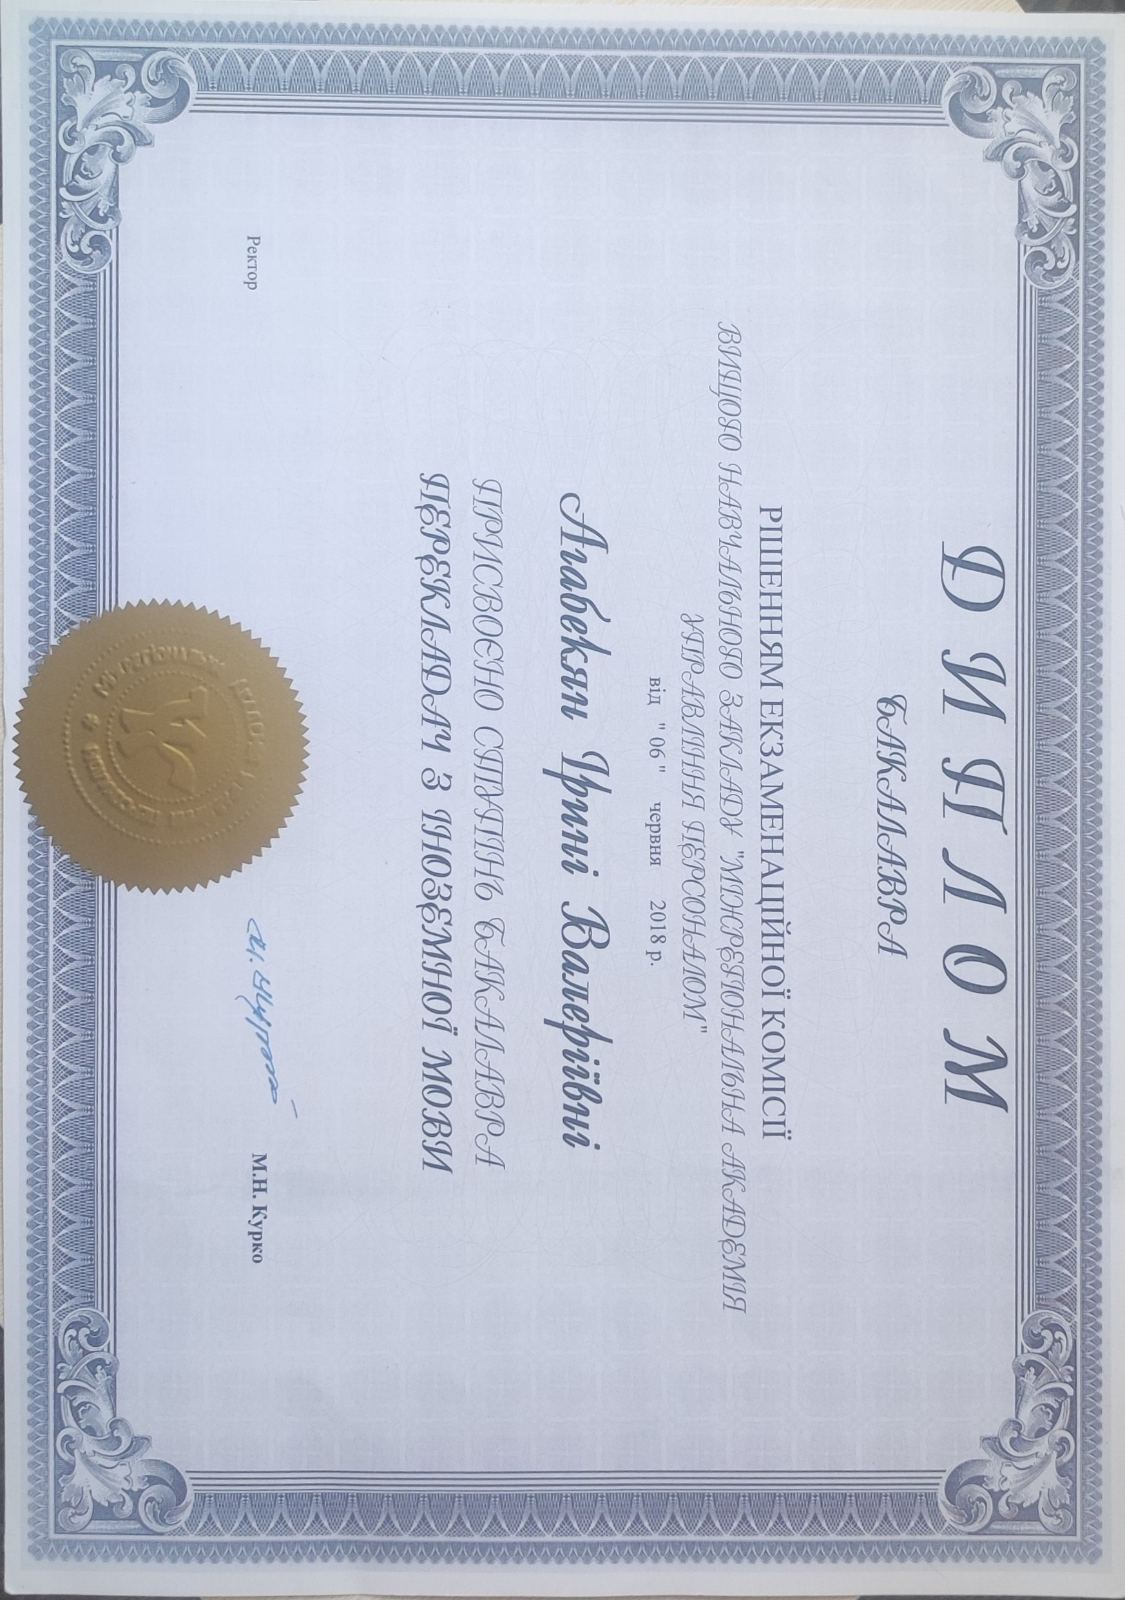 ДИПЛОМ
БАКАЛАВРА
РІШЕННЯМ ЕКЗАМЕНАЦІЙНОЇ КОМІСІЇ
ВИЩОГО НАВЧАЛЬНОГО ЗАКЛАДУ "МІЖРЕГІОНАЛЬНА АКАДЕМІЯ
УПРАВЛІННЯ ПЕРСОНАЛОМ"
від " 06 " червня 2018 р.
Агабекян Ірині Валеріївні
ПРИСВОЄНО СТУПІНЬ БАКАЛАВРА
ПЕРЕКЛАДАЧ З ІНОЗЕМНОЇ МОВИ
Ректор М.Н. Курко